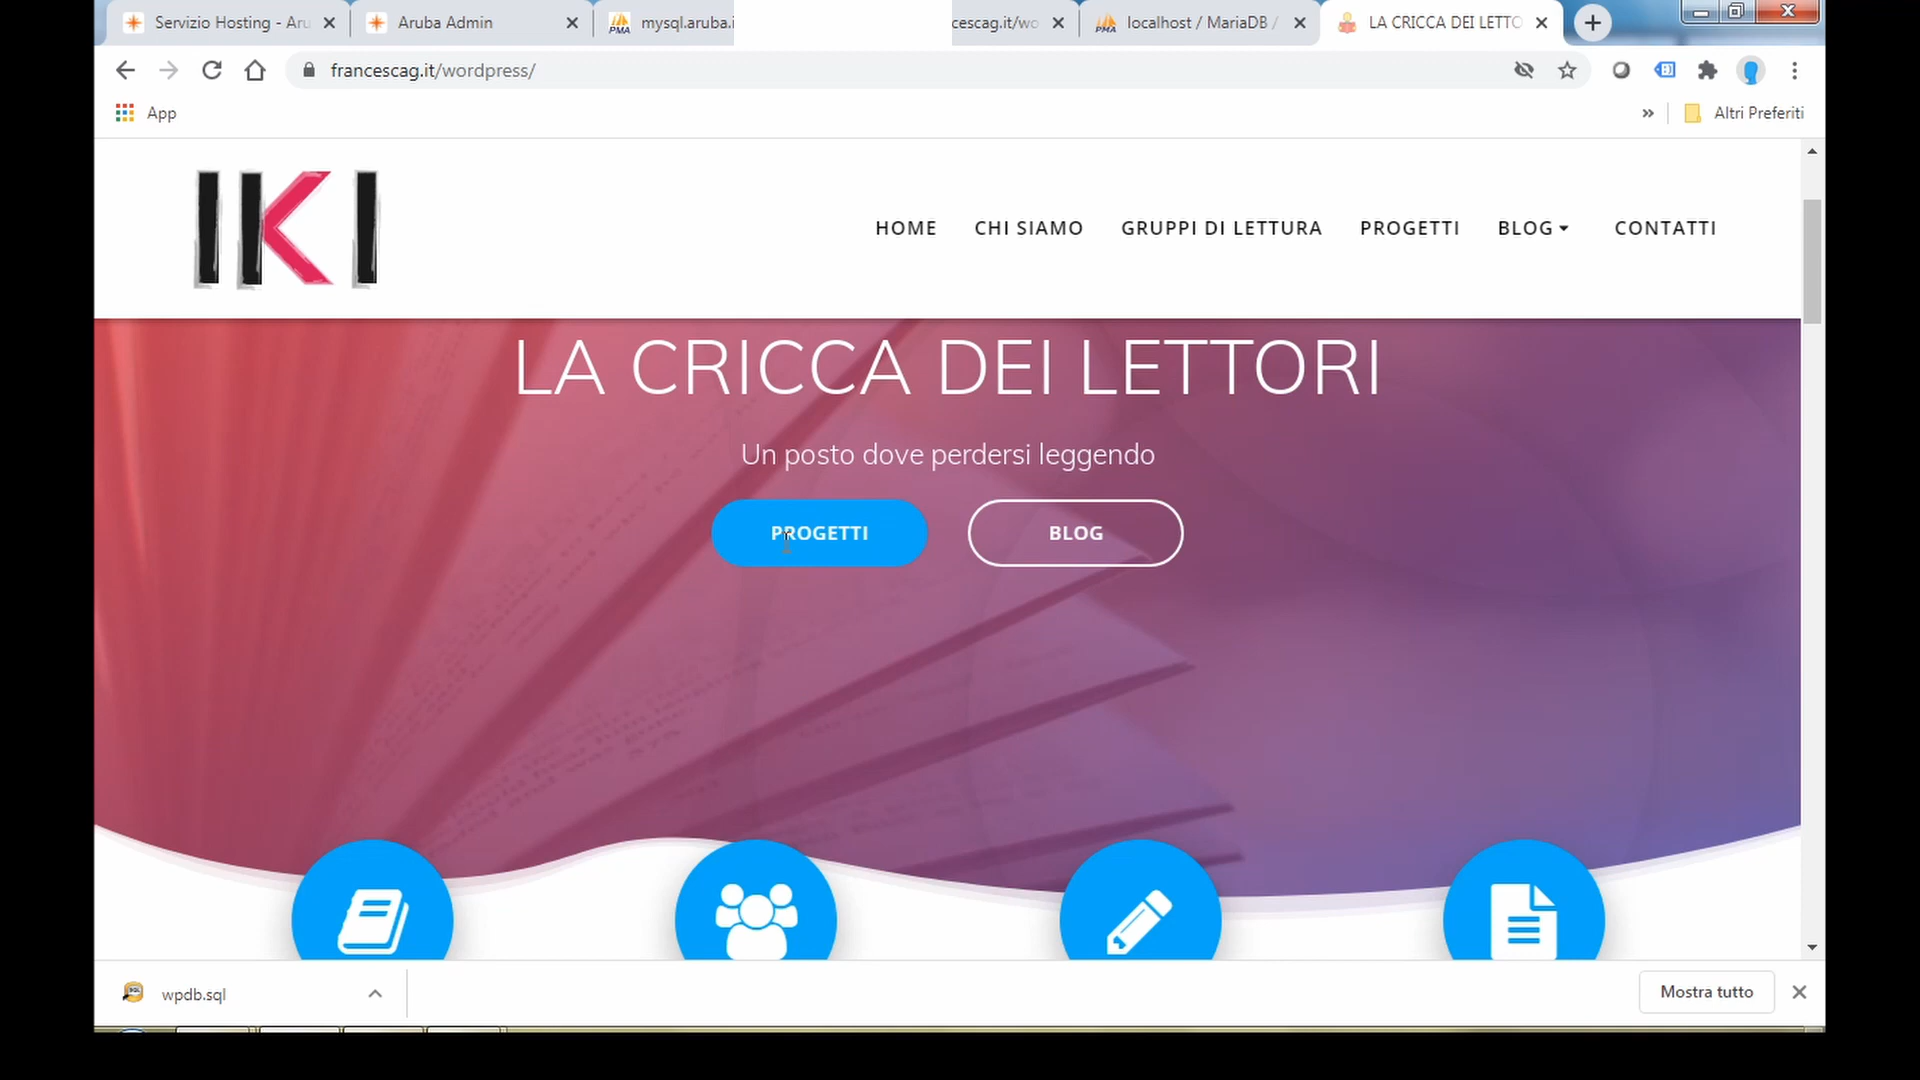 Servizio Hosting - Aru
Aruba Admin
PMA
mysql.aruba.i
cescag.it/wo
PMA
localhost / MariaDB /
LA CRICCA DEI LETTO
francescag.it/wordpress/
App
»
Altri Preferiti
IKI
HOME
CHI SIAMO
GRUPPI DI LETTURA
PROGETTI
BLOG
CONTATTI
LA CRICCA DEI LETTORI
Un posto dove perdersi leggendo
PROGETTI
BLOG
wpdb.sql
Mostra tutto